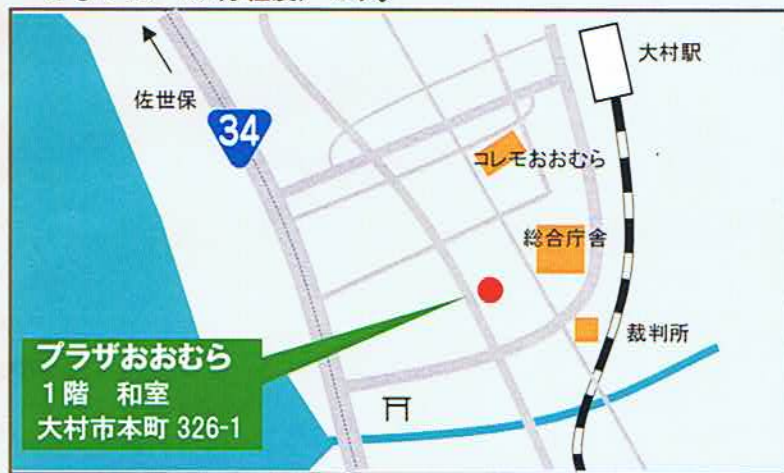 大村駅
佐世保
34
コレモおおむら
総合庁舎
裁判所
プラザおおむら
1階 和室
大村市本町 326-1